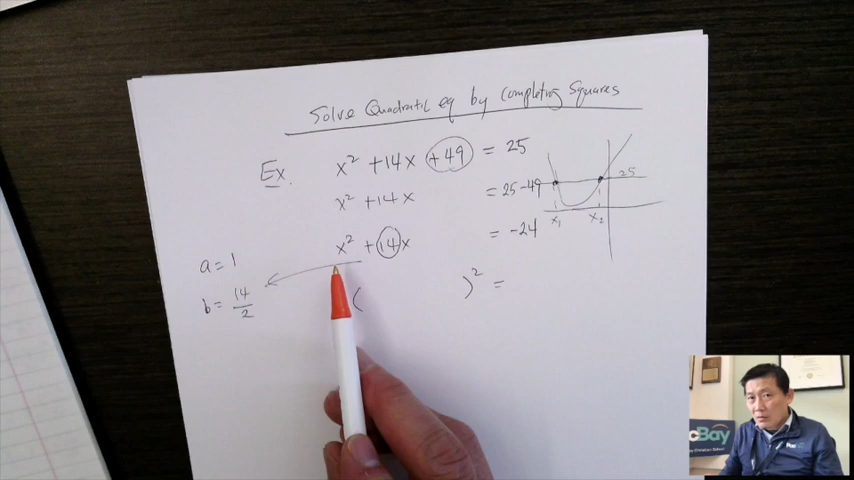 Solve Quadratic eq by Completing Squares
Ex. x² + 14x + 49 = 25
x² + 14x = 25 - 49
x² + 14x = -24
( )² =
a = 1
b = 14/2
25
x₁ x₂
cBay